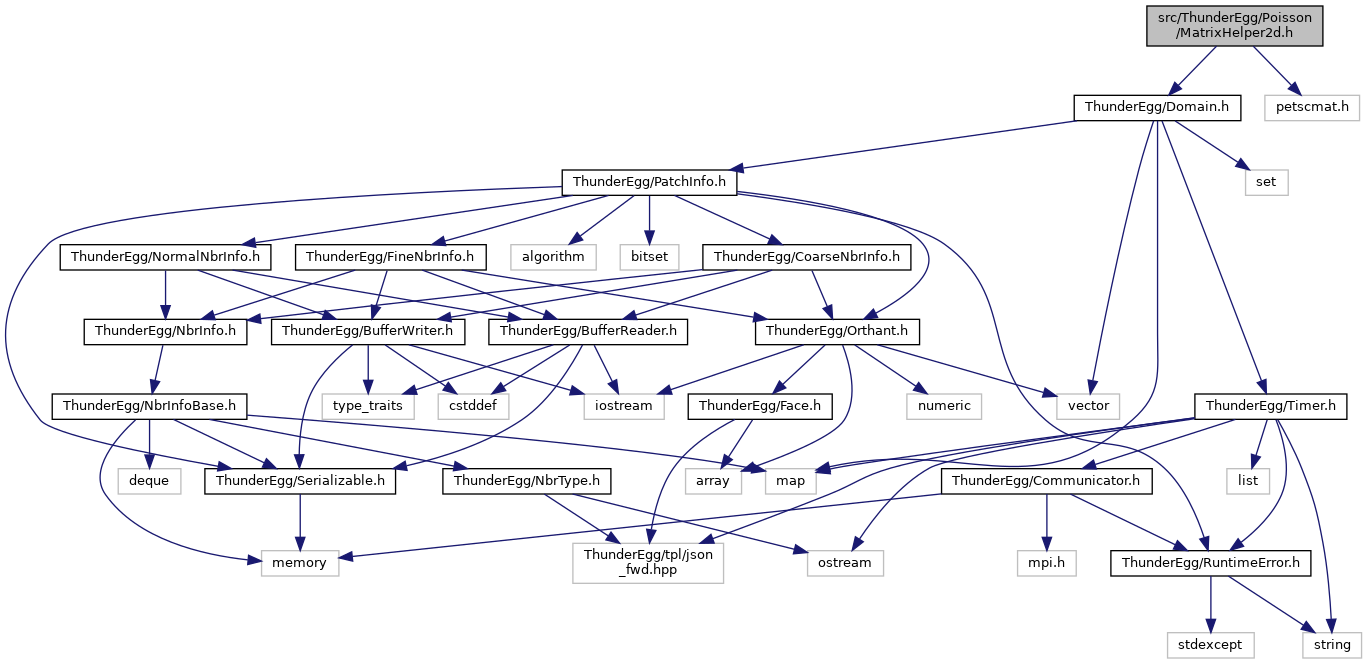 src/ThunderEgg/Poisson
/MatrixHelper2d.h
ThunderEgg/Domain.h
petscmat.h
ThunderEgg/PatchInfo.h
set
ThunderEgg/NormalNbrInfo.h
ThunderEgg/FineNbrInfo.h
algorithm
bitset
ThunderEgg/CoarseNbrInfo.h
ThunderEgg/NbrInfo.h
ThunderEgg/BufferWriter.h
ThunderEgg/BufferReader.h
ThunderEgg/Orthant.h
ThunderEgg/NbrInfoBase.h
type_traits
cstddef
iostream
ThunderEgg/Face.h
numeric
vector
ThunderEgg/Timer.h
deque
ThunderEgg/Serializable.h
ThunderEgg/NbrType.h
array
map
ThunderEgg/Communicator.h
list
memory
ThunderEgg/tpl/json
_fwd.hpp
ostream
mpi.h
ThunderEgg/RuntimeError.h
stdexcept
string